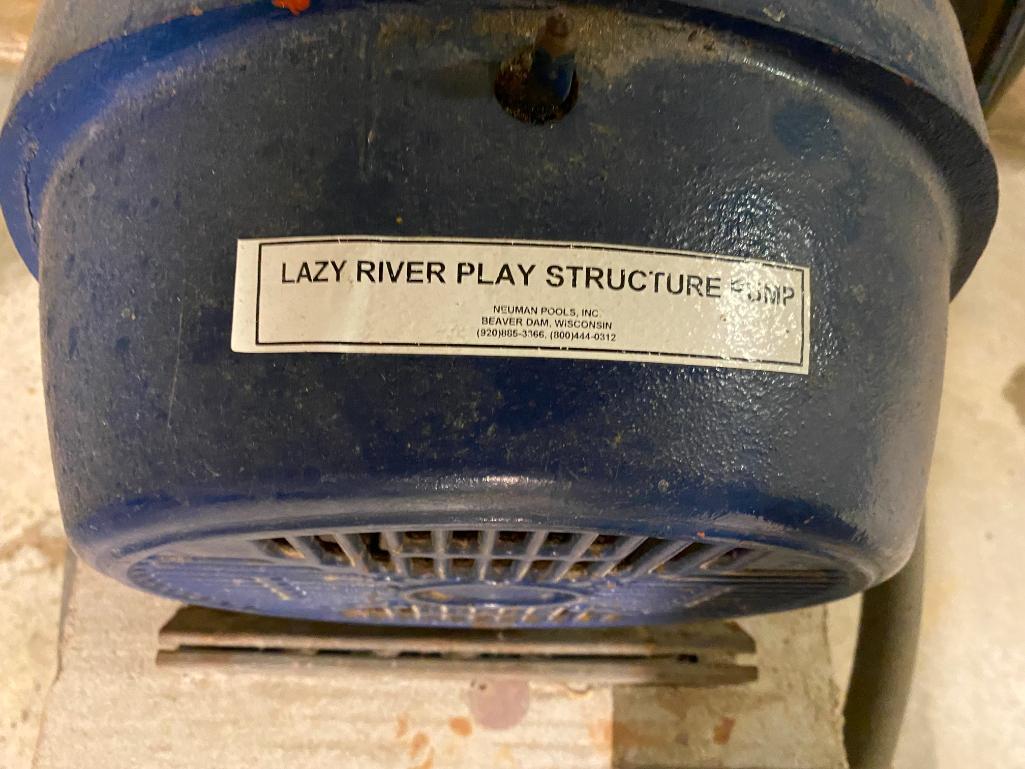 LAZY RIVER PLAY STRUCTURE PUMP
NEUMAN POOLS, INC.
BEAVER DAM, WISCONSIN
(920)885-3366, (800)444-0312